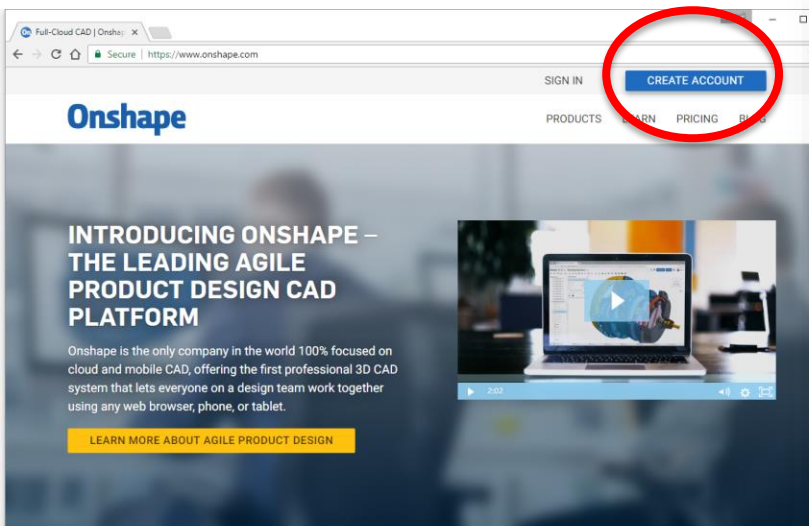 Full-Cloud CAD | Onshap
Secure | https://www.onshape.com
SIGN IN CREATE ACCOUNT
Onshape
PRODUCTS LEARN PRICING BLOG
INTRODUCING ONSHAPE –
THE LEADING AGILE
PRODUCT DESIGN CAD
PLATFORM
Onshape is the only company in the world 100% focused on
cloud and mobile CAD, offering the first professional 3D CAD
system that lets everyone on a design team work together
using any web browser, phone, or tablet.
2:02
LEARN MORE ABOUT AGILE PRODUCT DESIGN